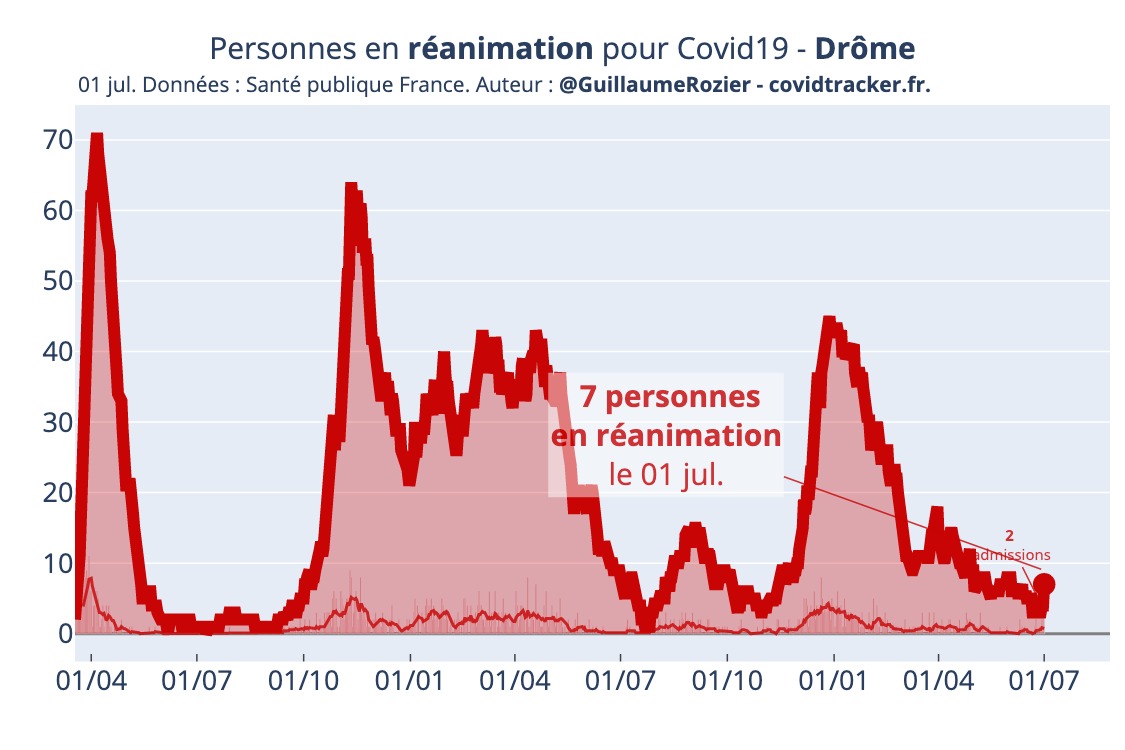 Personnes en réanimation pour Covid19 - Drôme
01 jul. Données : Santé publique France. Auteur : @GuillaumeRozier - covidtracker.fr.
70
60
50
40
30
20
10
0
7 personnes
en réanimation
le 01 jul.
2
admissions
01/04 01/07 01/10 01/01 01/04 01/07 01/10 01/01 01/04 01/07